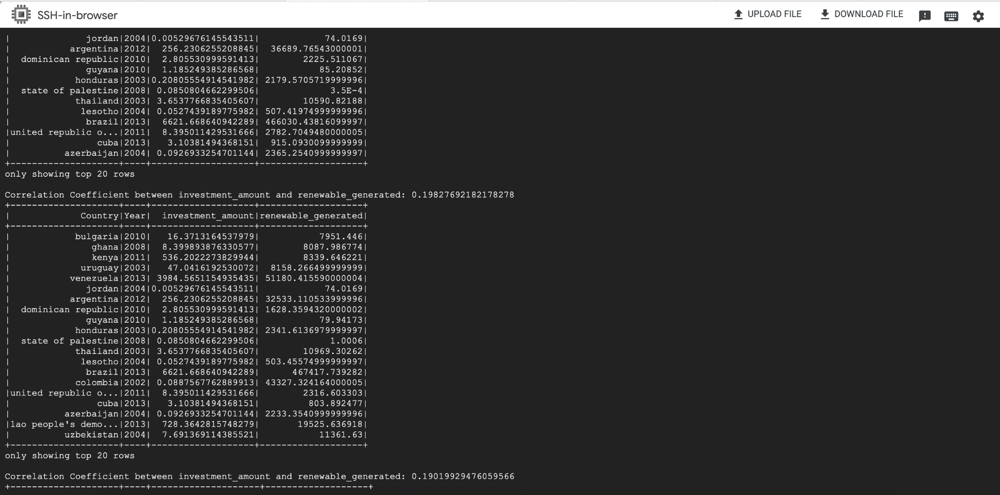 SSH-in-browser UPLOAD FILE DOWNLOAD FILE
| jordan|2004|0.00529676145543511| 74.0169|
| argentina|2012| 256.2306255208845| 36689.76543000001|
| dominican republic|2010| 2.805530999591413| 2225.511067|
| guyana|2010| 1.185249385286568| 85.20852|
| honduras|2003|0.20805554914541982| 2179.5705719999996|
| state of palestine|2008| 0.0850804662299506| 3.5E-4|
| thailand|2003| 3.6537766835405607| 10590.82188|
| lesotho|2004| 0.0527439189775982| 507.41974999999996|
| brazil|2013| 6621.668640942289| 466030.43816099997|
|united republic o...|2011| 8.395011429531666| 2782.7049480000005|
| cuba|2013| 3.10381494368151| 915.0930099999999|
| azerbaijan|2004| 0.0926933254701144| 2365.2540999999997|
+--------------------+----+-------------------+-------------------+
only showing top 20 rows
Correlation Coefficient between investment_amount and renewable_generated: 0.19827692182178278
+--------------------+----+-------------------+-------------------+
| Country|Year| investment_amount|renewable_generated|
+--------------------+----+-------------------+-------------------+
| bulgaria|2010| 16.3713164537979| 7951.446|
| ghana|2008| 8.399893876330577| 8087.986774|
| kenya|2011| 536.2022273829944| 8339.646221|
| uruguay|2003| 47.0416192530072| 8158.266499999999|
| venezuela|2013| 3984.5651154935435| 51180.415590000004|
| jordan|2004|0.00529676145543511| 74.0169|
| argentina|2012| 256.2306255208845| 32533.110533999996|
| dominican republic|2010| 2.805530999591413| 1628.3594320000002|
| guyana|2010| 1.185249385286568| 79.94173|
| honduras|2003|0.20805554914541982| 2341.6136979999997|
| state of palestine|2008| 0.0850804662299506| 1.0006|
| thailand|2003| 3.6537766835405607| 10969.30262|
| lesotho|2004| 0.0527439189775982| 503.45574999999997|
| brazil|2013| 6621.668640942289| 467417.739282|
| colombia|2002| 0.0887567762889913| 43327.324164000005|
|united republic o...|2011| 8.395011429531666| 2316.603303|
| cuba|2013| 3.10381494368151| 803.892477|
| azerbaijan|2004| 0.0926933254701144| 2233.3540999999996|
|lao people's demo...|2013| 728.3642815748279| 19525.636918|
| uzbekistan|2004| 7.691369114385521| 11361.63|
+--------------------+----+-------------------+-------------------+
only showing top 20 rows
Correlation Coefficient between investment_amount and renewable_generated: 0.19019929476059566
+--------------------+----+--------------------+-------------------+